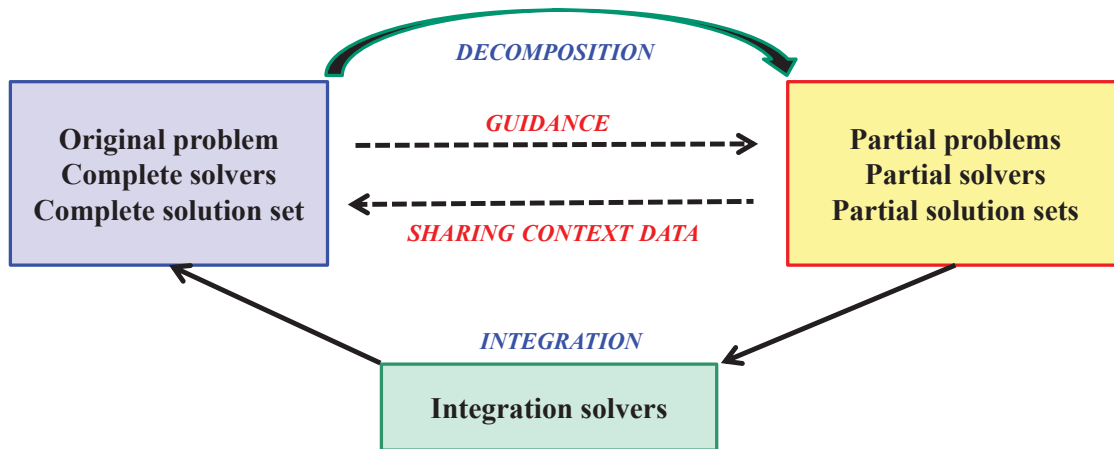 DECOMPOSITION
Original problem
Complete solvers
Complete solution set
GUIDANCE
SHARING CONTEXT DATA
Partial problems
Partial solvers
Partial solution sets
INTEGRATION
Integration solvers